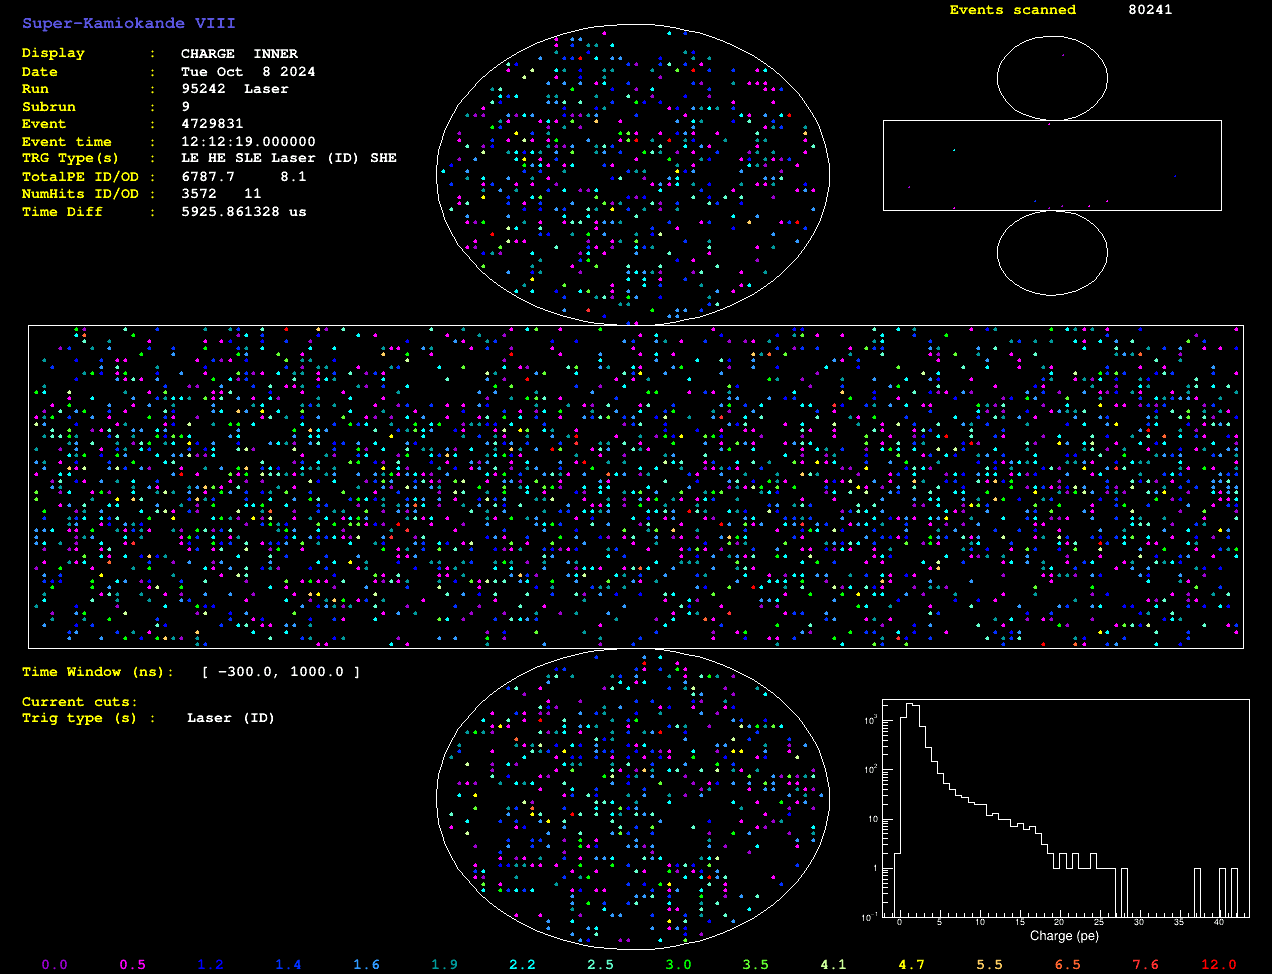 Super-Kamiokande VIII
Events scanned 80241
Display : CHARGE INNER
Date : Tue Oct 8 2024
Run : 95242 Laser
Subrun : 9
Event : 4729831
Event time : 12:12:19.000000
TRG Type(s) : LE HE SLE Laser (ID) SHE
TotalPE ID/OD : 6787.7 8.1
NumHits ID/OD : 3572 11
Time Diff : 5925.861328 us
Time Window (ns): [ -300.0, 1000.0 ]
Current cuts:
Trig type (s) : Laser (ID)
10³
10²
10
1
10⁻¹
0 5 10 15 20 25 30 35 40
Charge (pe)
0.0 0.5 1.2 1.4 1.6 1.9 2.2 2.5 3.0 3.5 4.1 4.7 5.5 6.5 7.6 12.0